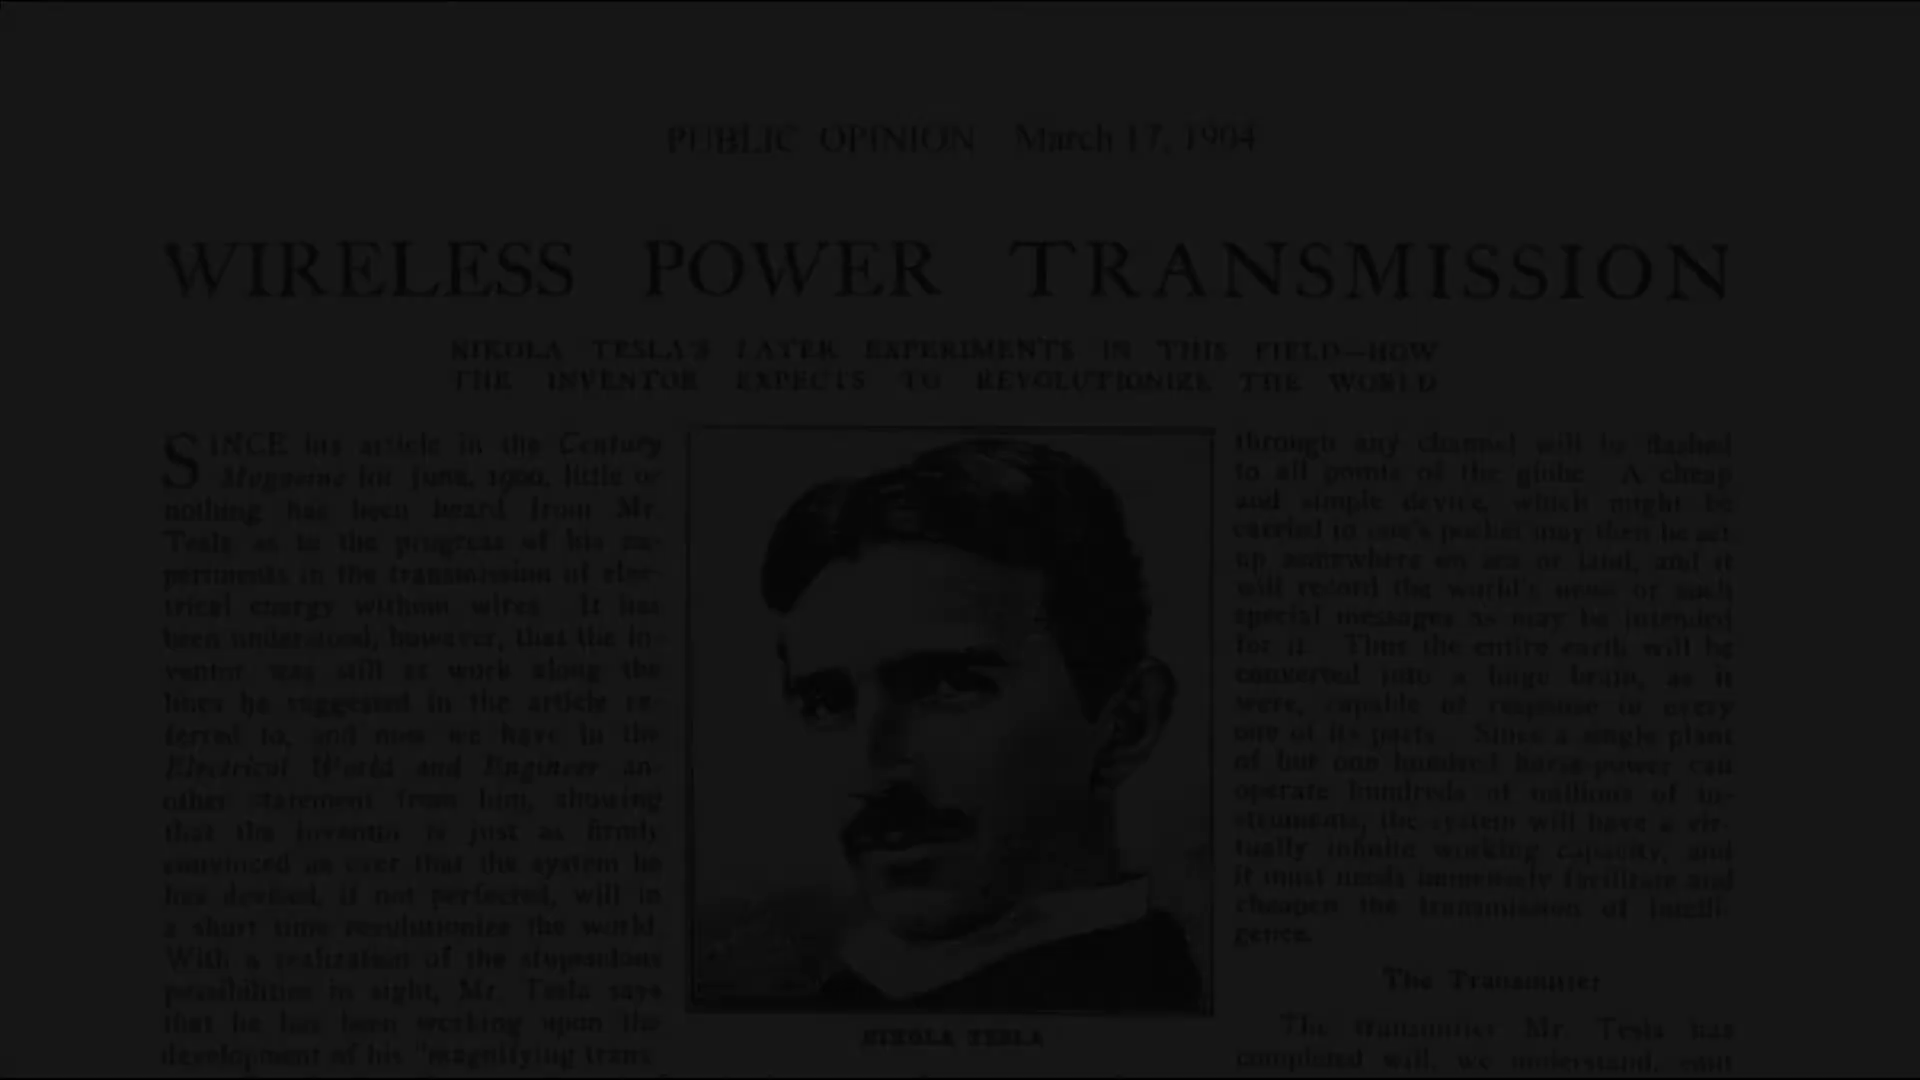 PUBLIC OPINION March 17, 1904
WIRELESS POWER TRANSMISSION
NIKOLA TESLA'S LATER EXPERIMENTS IN THIS FIELD—HOW
THE INVENTOR EXPECTS TO REVOLUTIONIZE THE WORLD
SINCE his article in the Century
Magazine for June, 1900, little or
nothing has been heard from Mr.
Tesla as to the progress of his ex-
periments in the transmission of elec-
trical energy without wires. It has
been understood, however, that the in-
ventor was still at work along the
lines he suggested in the article re-
ferred to, and now we have in the
Electrical World and Engineer an-
other statement from him, showing
that the inventor is just as firmly
convinced as ever that the system he
has devised, if not perfected, will in
a short time revolutionize the world.
With a realization of the stupendous
possibilities in sight, Mr. Tesla says
that he has been working upon the
development of his "magnifying trans-
NIKOLA TESLA
through any channel will be flashed
to all points of the globe. A cheap
and simple device, which might be
carried in one's pocket may then be set
up somewhere on sea or land, and it
will record the world's news or such
special messages as may be intended
for it. Thus the entire earth will be
converted into a huge brain, as it
were, capable of response in every
one of its parts. Since a single plant
of but one hundred horse-power can
operate hundreds of millions of in-
struments, the system will have a vir-
tually infinite working capacity, and
it must needs immensely facilitate and
cheapen the transmission of intelli-
gence.
The Transmitter
The transmitter Mr. Tesla has
completed will, we understand, emit